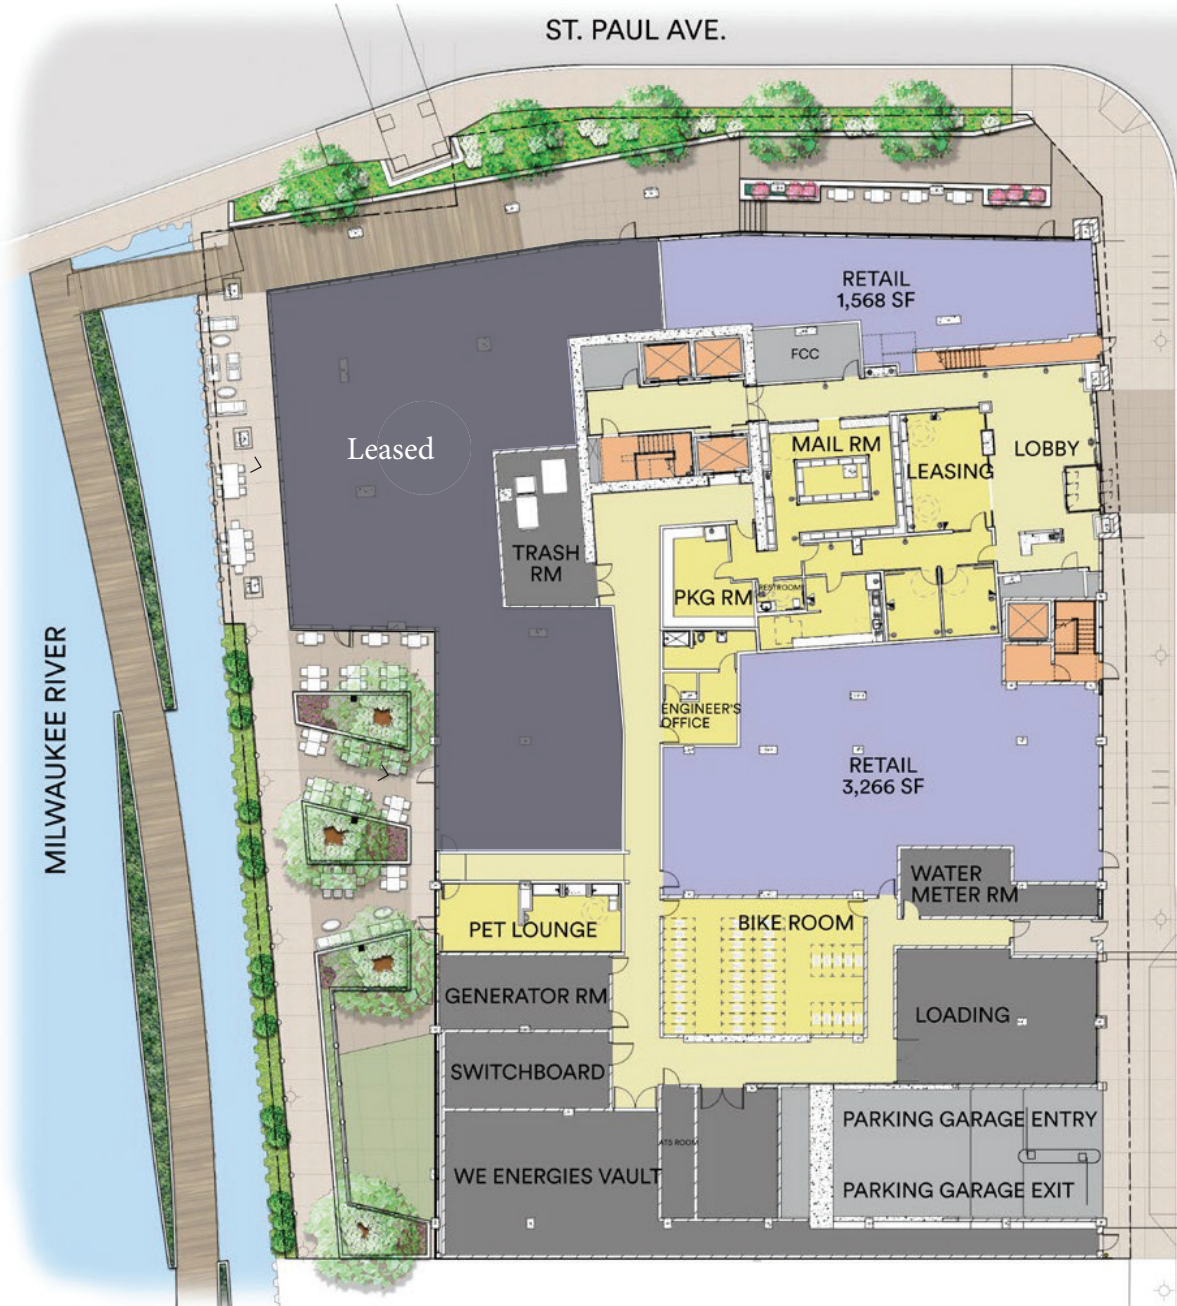 ST. PAUL AVE.
RETAIL
1,568 SF
FCC
Leased
MAIL RM
LEASING
LOBBY
TRASH
RM
PKG RM
RESTROOMS
MILWAUKEE RIVER
ENGINEER'S
OFFICE
RETAIL
3,266 SF
WATER
METER RM
PET LOUNGE
BIKE ROOM
GENERATOR RM
LOADING
SWITCHBOARD
PARKING GARAGE ENTRY
ATS ROOM
WE ENERGIES VAULT
PARKING GARAGE EXIT